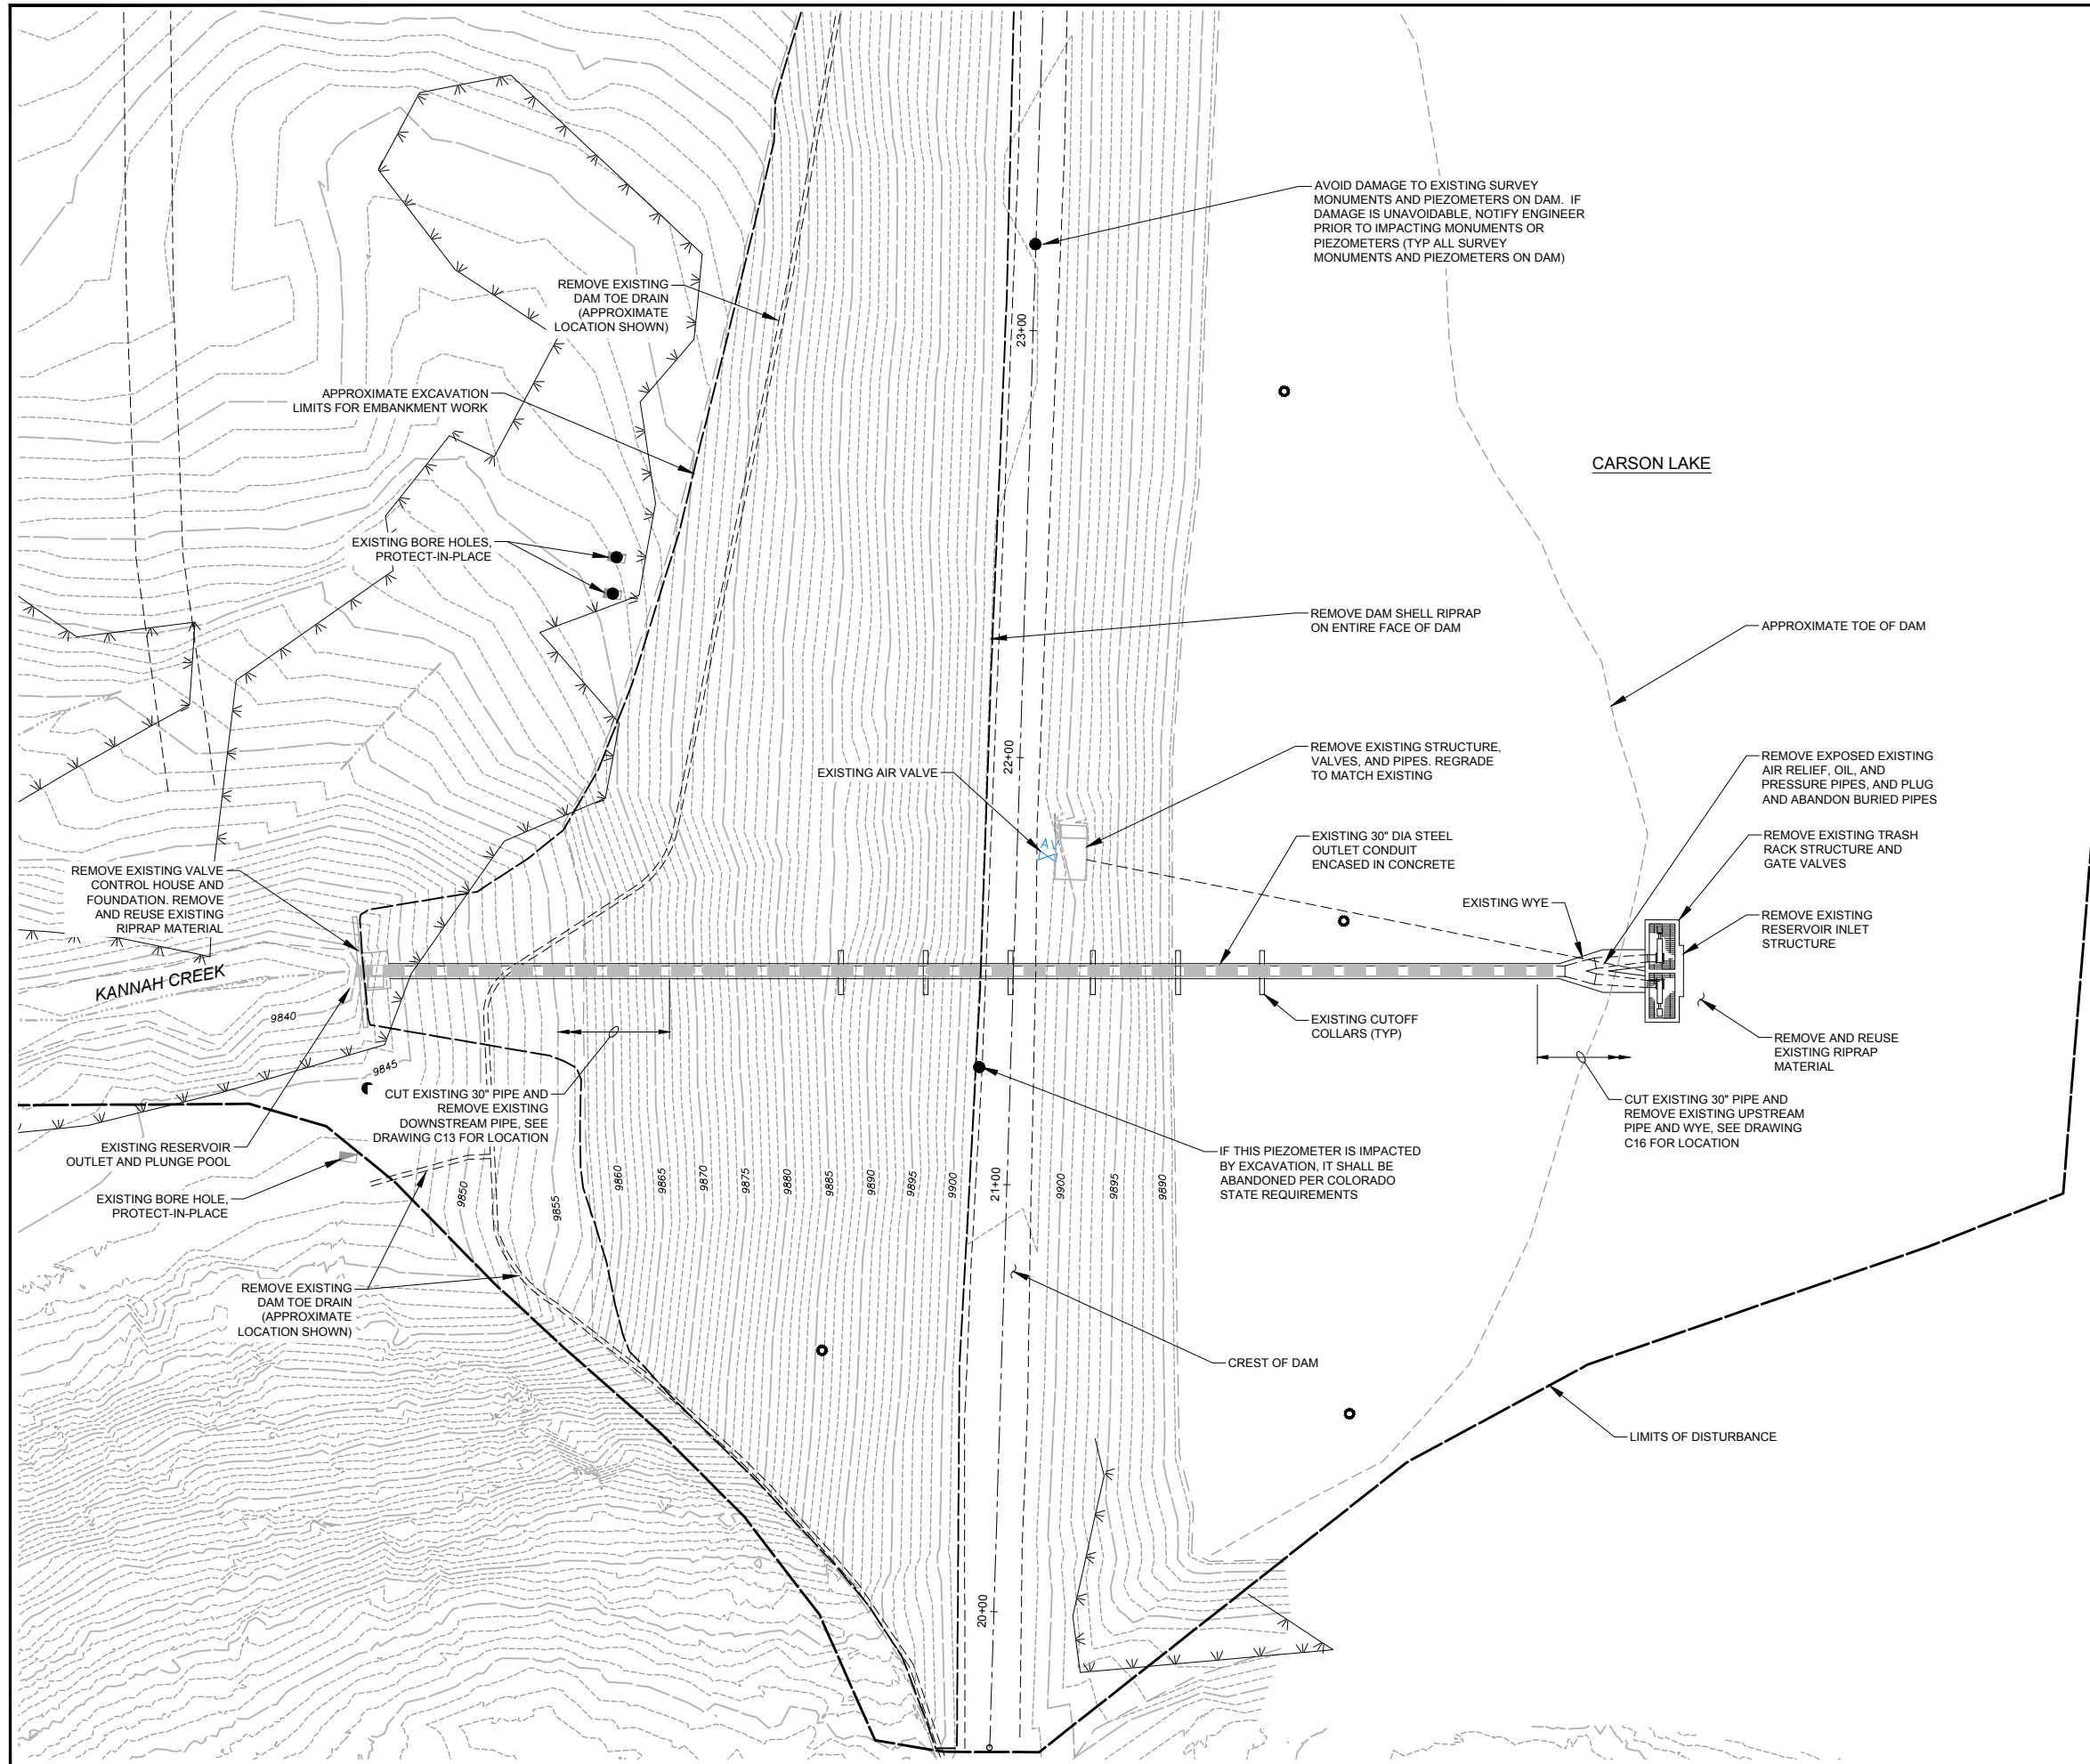 AVOID DAMAGE TO EXISTING SURVEY
MONUMENTS AND PIEZOMETERS ON DAM. IF
DAMAGE IS UNAVOIDABLE, NOTIFY ENGINEER
PRIOR TO IMPACTING MONUMENTS OR
PIEZOMETERS (TYP ALL SURVEY
MONUMENTS AND PIEZOMETERS ON DAM)
REMOVE EXISTING
DAM TOE DRAIN
(APPROXIMATE
LOCATION SHOWN)
23+00
APPROXIMATE EXCAVATION
LIMITS FOR EMBANKMENT WORK
CARSON LAKE
EXISTING BORE HOLES,
PROTECT-IN-PLACE
REMOVE DAM SHELL RIPRAP
ON ENTIRE FACE OF DAM
APPROXIMATE TOE OF DAM
22+00
EXISTING AIR VALVE
REMOVE EXISTING STRUCTURE,
VALVES, AND PIPES. REGRADE
TO MATCH EXISTING
REMOVE EXPOSED EXISTING
AIR RELIEF, OIL, AND
PRESSURE PIPES, AND PLUG
AND ABANDON BURIED PIPES
AV
EXISTING 30" DIA STEEL
OUTLET CONDUIT
ENCASED IN CONCRETE
REMOVE EXISTING TRASH
RACK STRUCTURE AND
GATE VALVES
REMOVE EXISTING VALVE
CONTROL HOUSE AND
FOUNDATION. REMOVE
AND REUSE EXISTING
RIPRAP MATERIAL
EXISTING WYE
REMOVE EXISTING
RESERVOIR INLET
STRUCTURE
KANNAH CREEK
9840
EXISTING CUTOFF
COLLARS (TYP)
REMOVE AND REUSE
EXISTING RIPRAP
MATERIAL
9845
CUT EXISTING 30" PIPE AND
REMOVE EXISTING
DOWNSTREAM PIPE, SEE
DRAWING C13 FOR LOCATION
CUT EXISTING 30" PIPE AND
REMOVE EXISTING UPSTREAM
PIPE AND WYE, SEE DRAWING
C16 FOR LOCATION
EXISTING RESERVOIR
OUTLET AND PLUNGE POOL
IF THIS PIEZOMETER IS IMPACTED
BY EXCAVATION, IT SHALL BE
ABANDONED PER COLORADO
STATE REQUIREMENTS
EXISTING BORE HOLE,
PROTECT-IN-PLACE
9850
9855
9860
9865
9870
9875
9880
9885
9890
9895
9900
21+00
9900
9895
9890
REMOVE EXISTING
DAM TOE DRAIN
(APPROXIMATE
LOCATION SHOWN)
CREST OF DAM
LIMITS OF DISTURBANCE
20+00